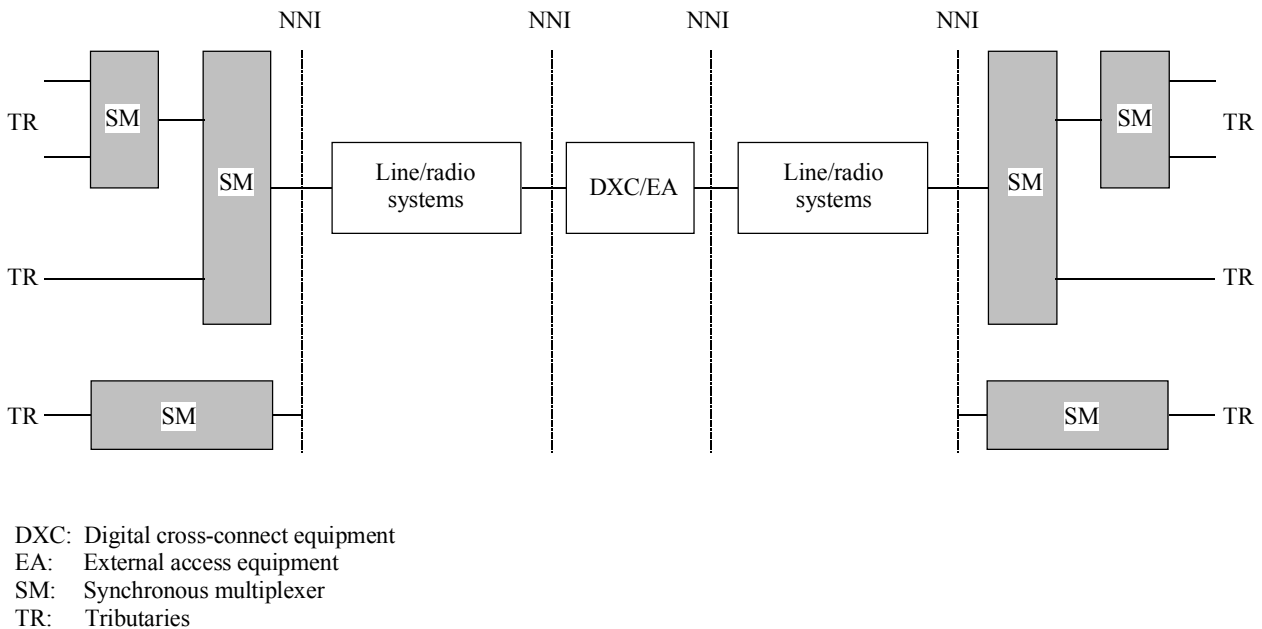 NNI NNI NNI NNI
TR SM SM Line/radio systems DXC/EA Line/radio systems SM SM TR
TR TR
TR SM SM TR
DXC: Digital cross-connect equipment
EA: External access equipment
SM: Synchronous multiplexer
TR: Tributaries